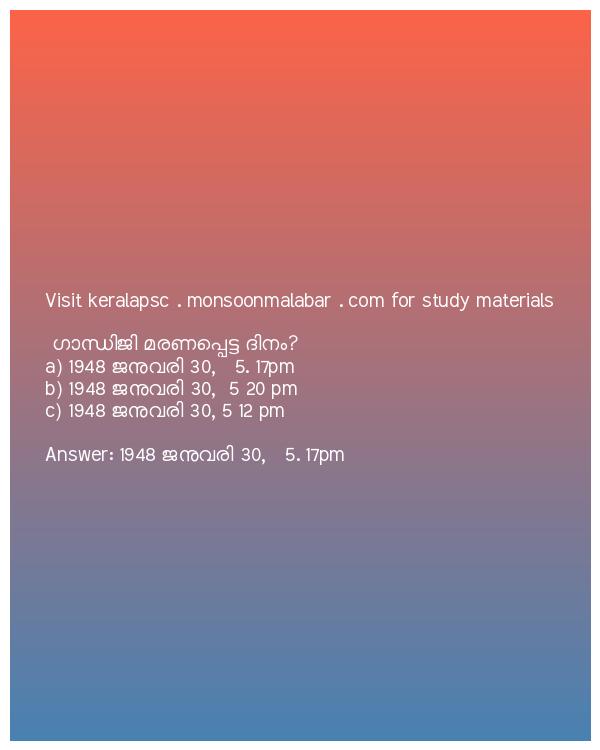 Visit keralapsc . monsoonmalabar . com for study materials
ഗാന്ധിജി മരണപ്പെട്ട ദിനം?
a) 1948 ജനുവരി 30, 5. 17pm
b) 1948 ജനുവരി 30, 5 20 pm
c) 1948 ജനുവരി 30, 5 12 pm
Answer: 1948 ജനുവരി 30, 5. 17pm